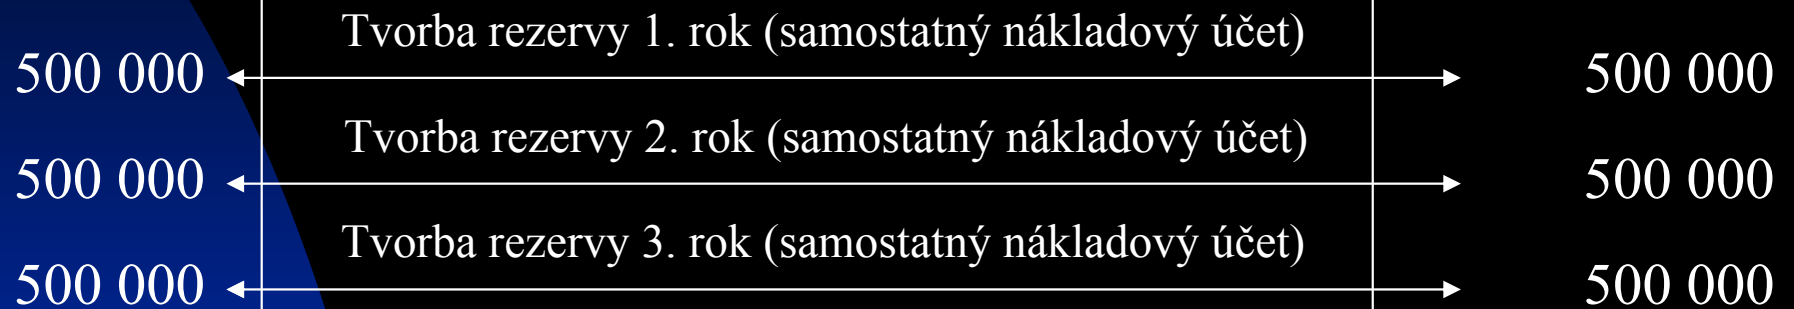 Tvorba rezervy 1. rok (samostatný nákladový účet)
500 000 500 000
Tvorba rezervy 2. rok (samostatný nákladový účet)
500 000 500 000
Tvorba rezervy 3. rok (samostatný nákladový účet)
500 000 500 000